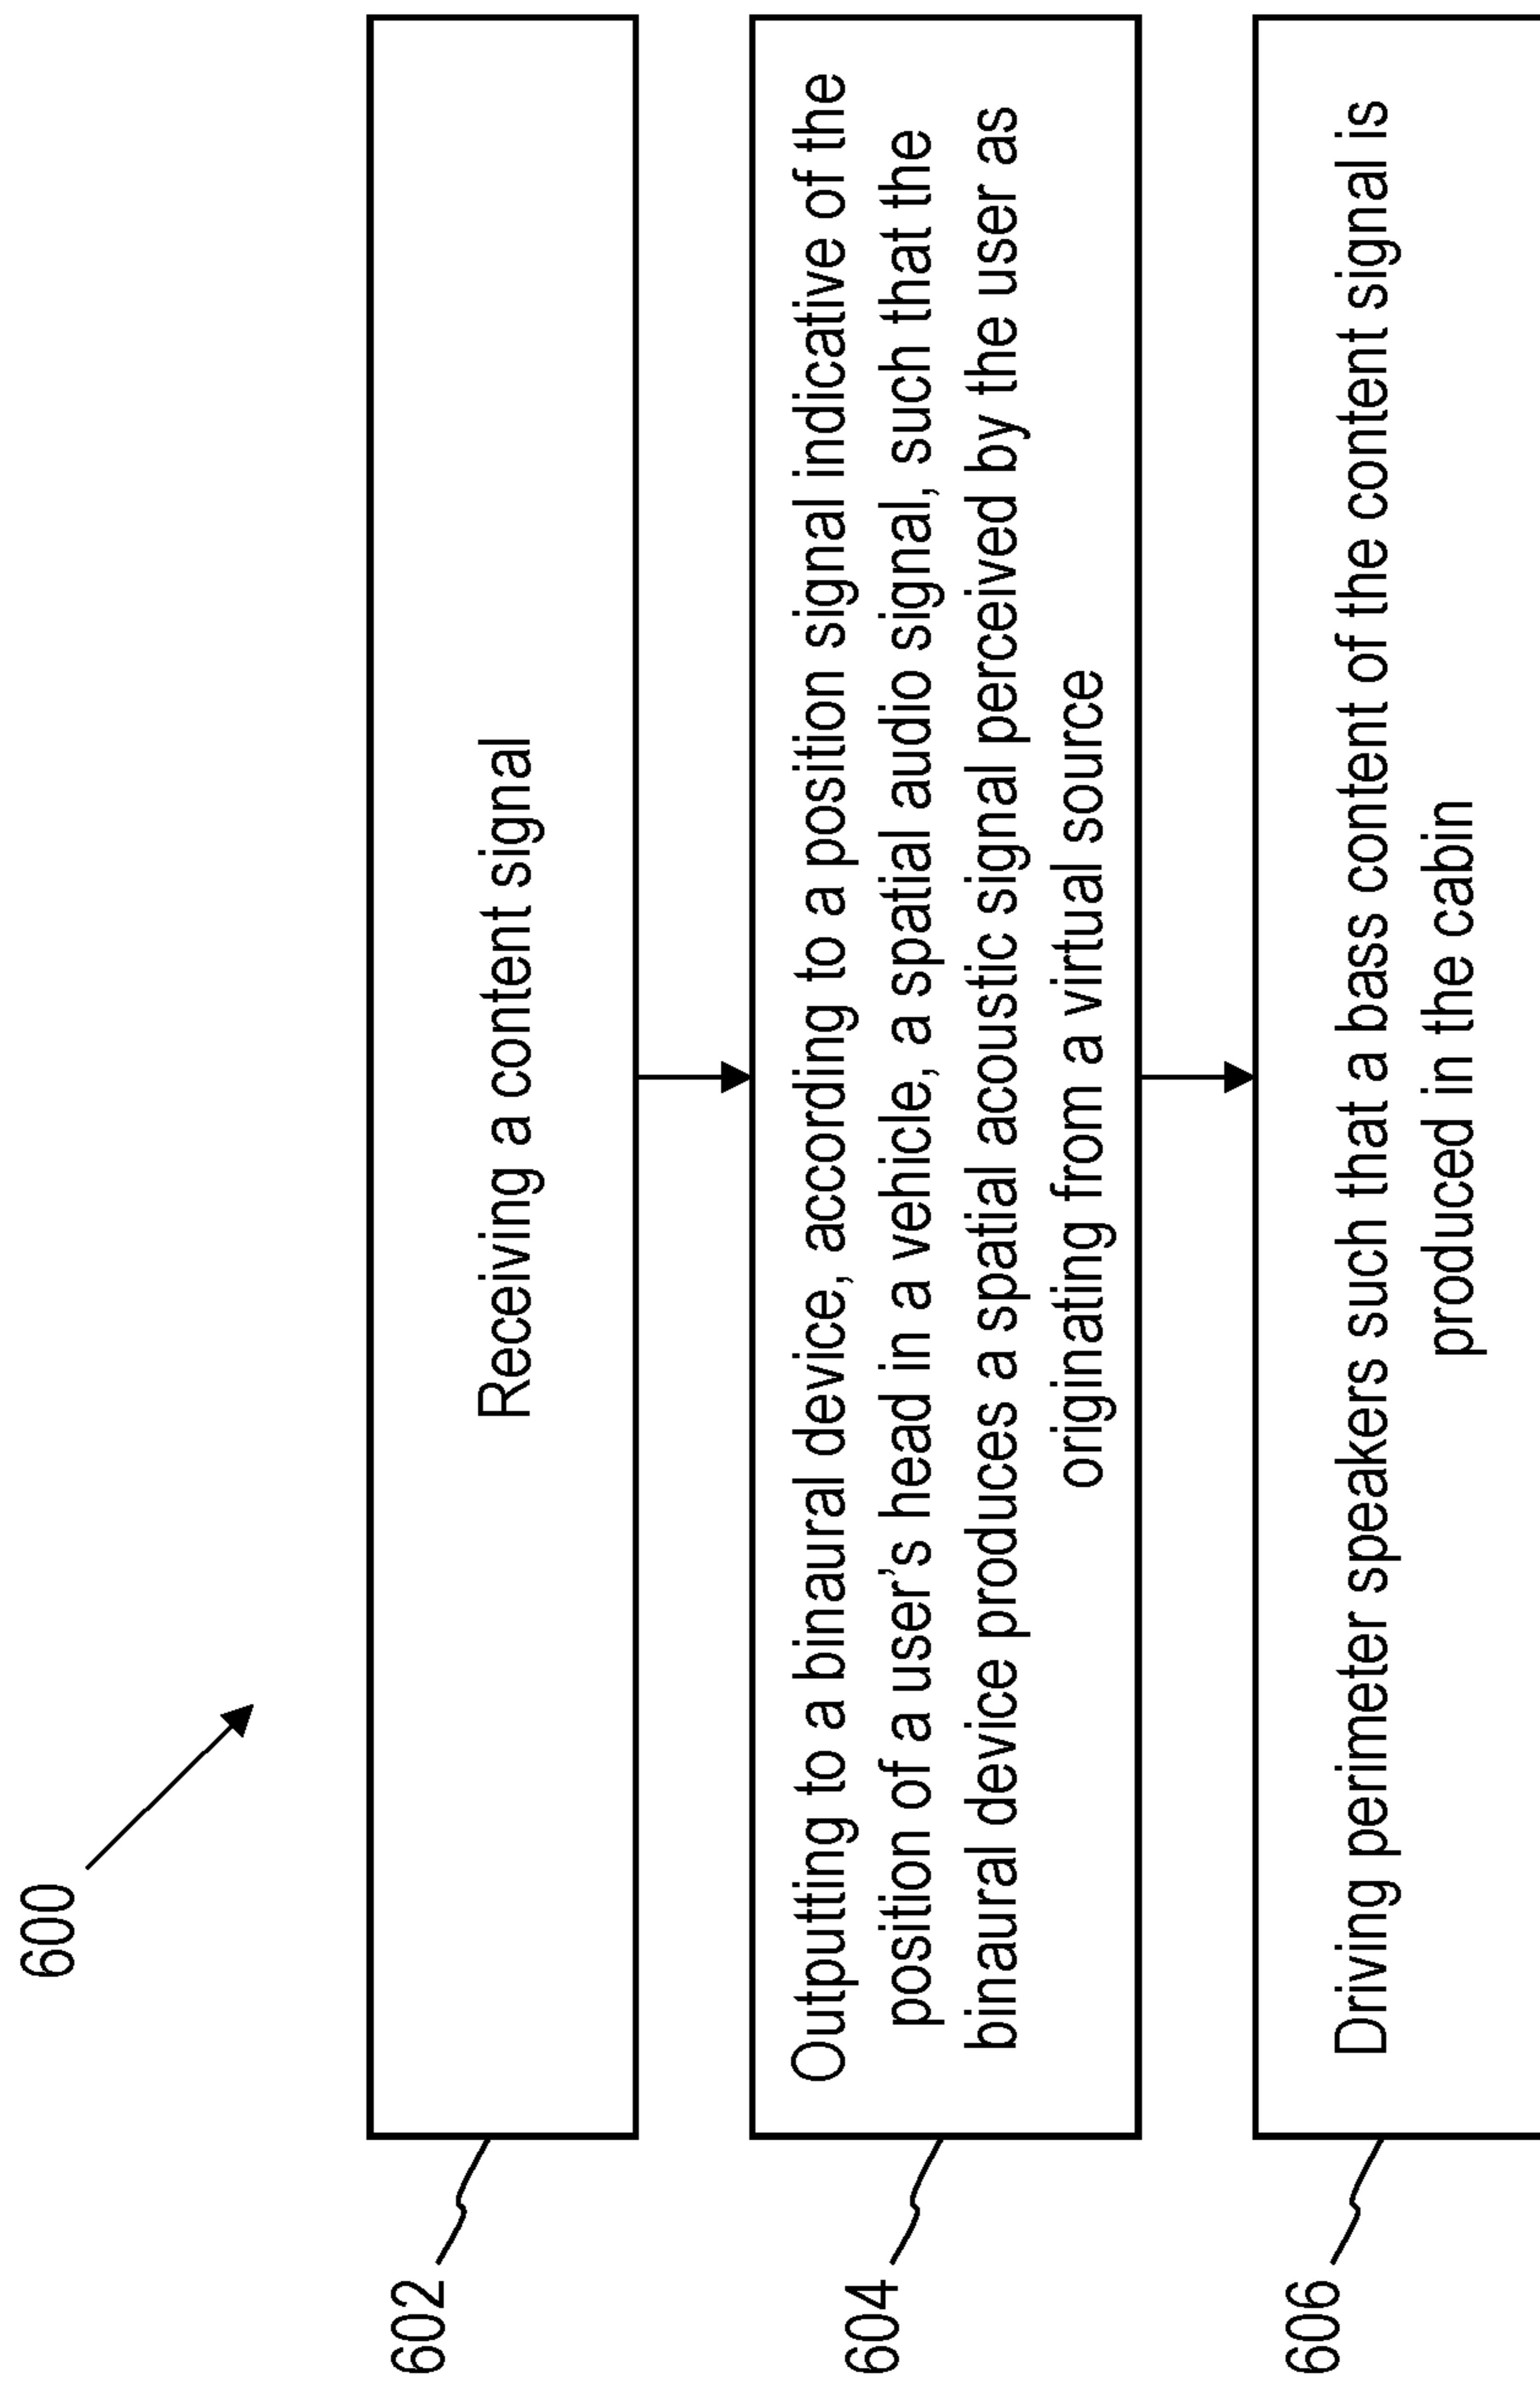 600
602
Receiving a content signal
604
Outputting to a binaural device, according to a position signal indicative of the
position of a user’s head in a vehicle, a spatial audio signal, such that the
binaural device produces a spatial acoustic signal perceived by the user as
originating from a virtual source
606
Driving perimeter speakers such that a bass content of the content signal is
produced in the cabin